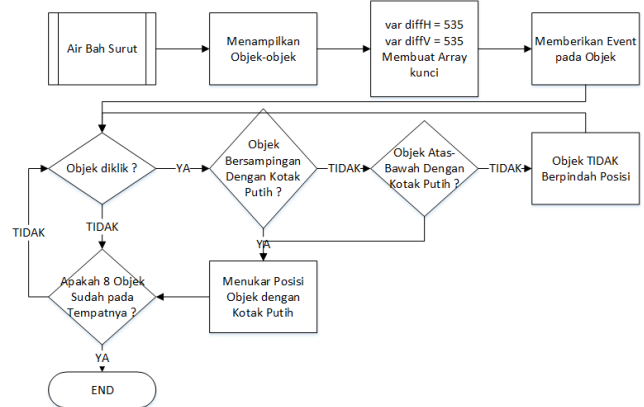 Air Bah Surut
Menampilkan
Objek-objek
var diffH = 535
var diffV = 535
Membuat Array
kunci
Memberikan Event
pada Objek
Objek diklik ?
YA
Objek
Bersampingan
Dengan Kotak
Putih ?
TIDAK
Objek Atas-
Bawah Dengan
Kotak Putih ?
TIDAK
Objek TIDAK
Berpindah Posisi
TIDAK
TIDAK
YA
Apakah 8 Objek
Sudah pada
Tempatnya ?
Menukar Posisi
Objek dengan
Kotak Putih
YA
END